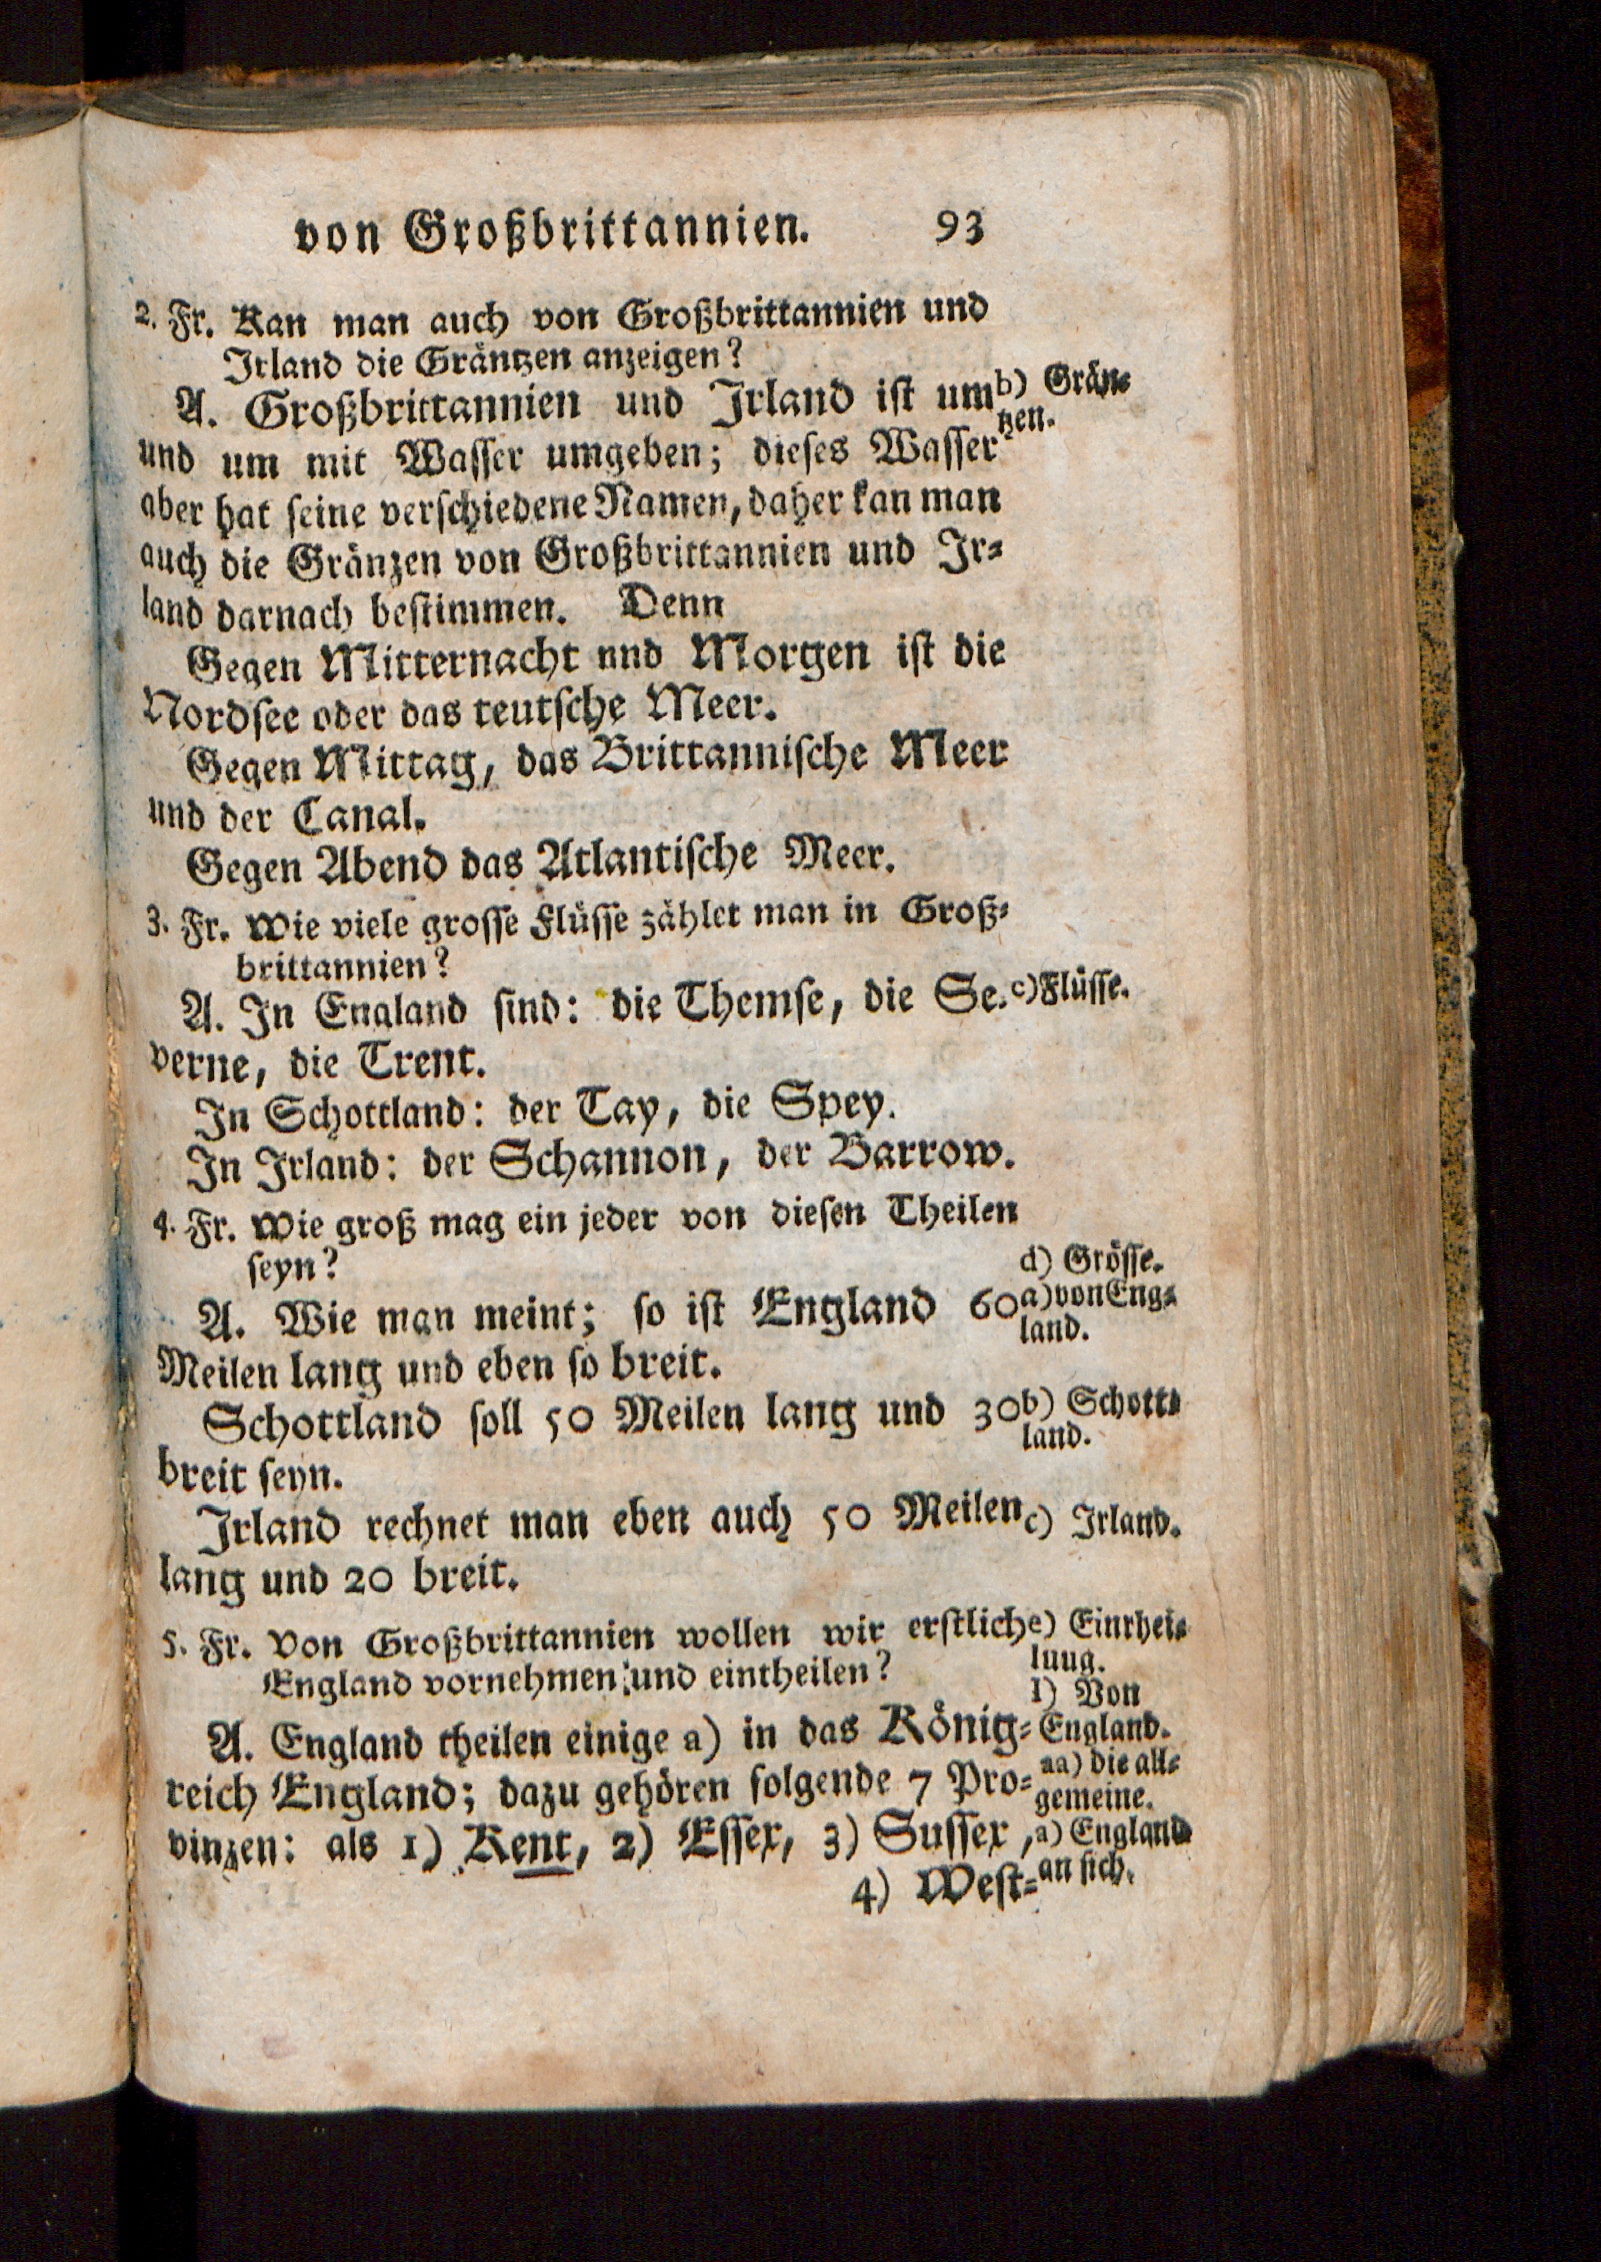 von Großbrittannien. 93
2. Fr. Kan man auch von Großbrittannien und
Irland die Gräntzen anzeigen?
A. Großbrittannien und Irland ist um
b) Grän=
tzen.
und um mit Wasser umgeben; dieses Wasser
aber hat seine verschiedene Namen, daher kan man
auch die Gränzen von Großbrittannien und Ir=
land darnach bestimmen. Denn
Gegen Mitternacht nnd Morgen ist die
Nordsee oder das teutsche Meer.
Gegen Mittag, das Brittannische Meer
und der Canal.
Gegen Abend das Atlantische Meer.
3. Fr. Wie viele grosse Flüsse zählet man in Groß=
brittannien?
A. In England sind: die Themse, die Se.
c) Flüsse.
verne, die Trent.
In Schottland: der Tay, die Spey.
In Irland: der Schannon, der Barrow.
4. Fr. Wie groß mag ein jeder von diesen Theilen
seyn?
d) Grösse.
A. Wie man meint; so ist England 60
a) von Eng=
land.
Meilen lang und eben so breit.
Schottland soll 50 Meilen lang und 30
b) Schott=
land.
breit seyn.
Irland rechnet man eben auch 50 Meilen
c) Irland.
lang und 20 breit.
5. Fr. Von Großbrittannien wollen wir erstlich
e) Einthei=
England vornehmen und eintheilen?
luug.
1) Von
A. England theilen einige a) in das König=
England.
reich England; dazu gehören folgende 7 Pro=
aa) die all=
gemeine.
vinzen: als 1) Kent, 2) Essex, 3) Sussex,
a) England
4) West=
an sich.